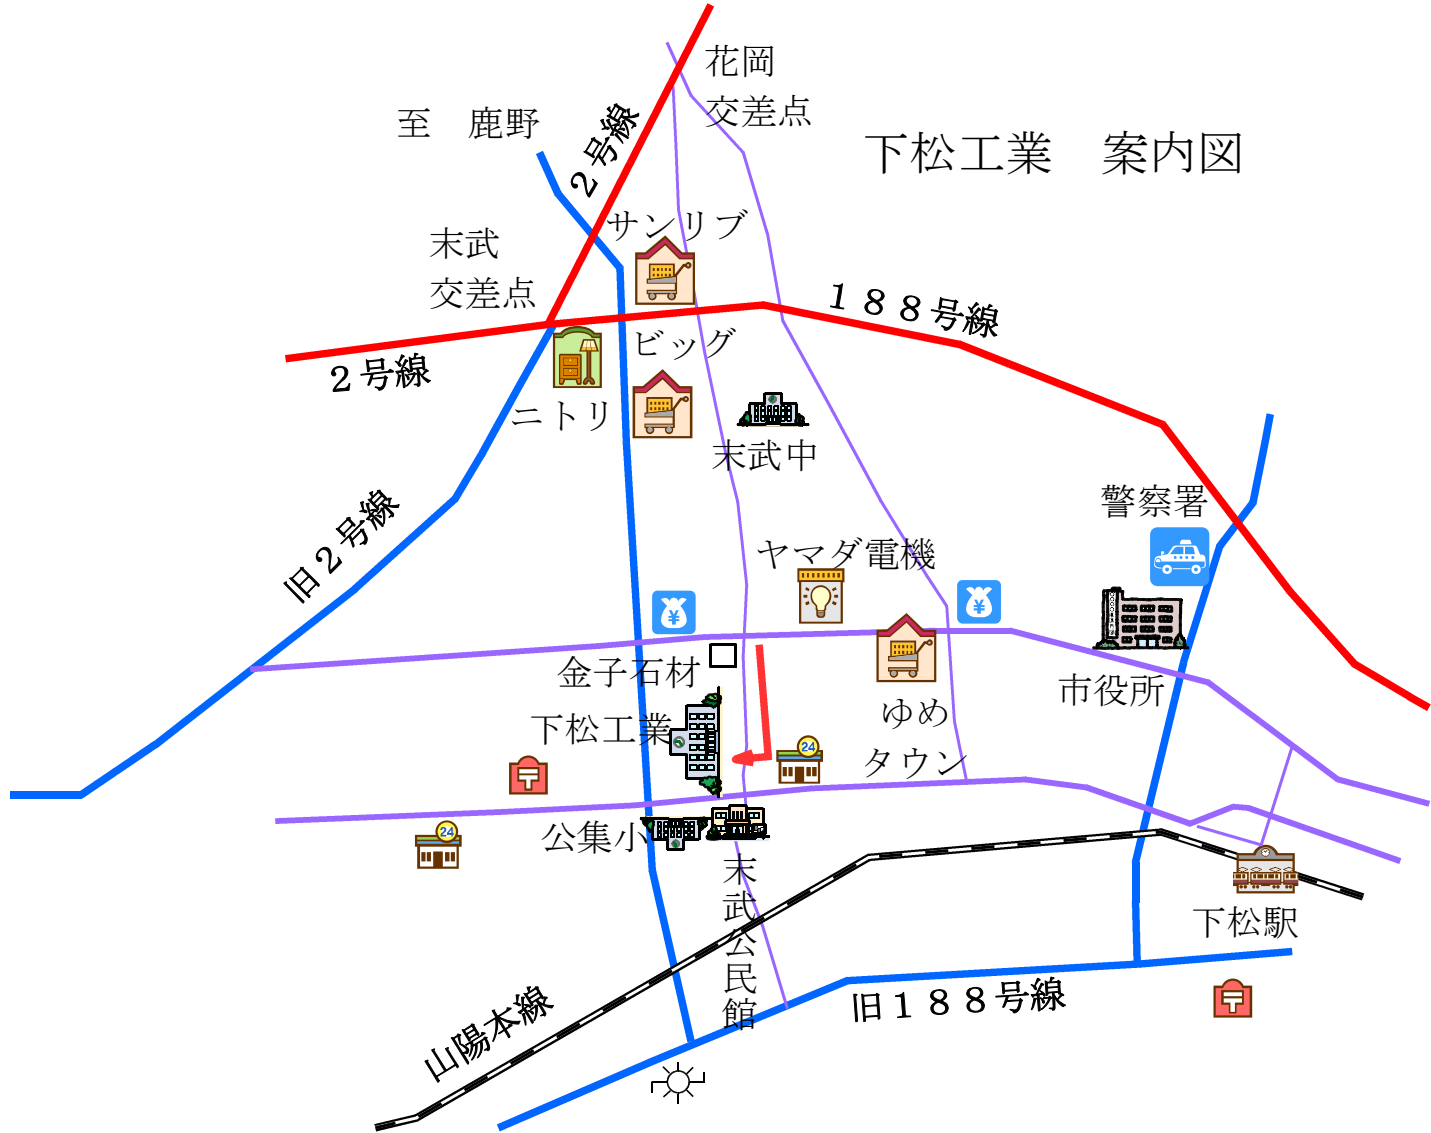 花岡
交差点
至　鹿野
２号線
下松工業　案内図
サンリブ
末武
交差点
１８８号線
ビッグ
２号線
ニトリ
末武中
旧２号線
警察署
ヤマダ電機
¥
¥
金子石材
市役所
下松工業
ゆめ
タウン
24
24
公集小
末武公民館
下松駅
旧１８８号線
山陽本線